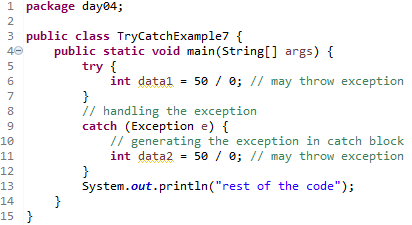 1 package day04;
2
3 public class TryCatchExample7 {
4 public static void main(String[] args) {
5 try {
6 int data1 = 50 / 0; // may throw exception
7 }
8 // handling the exception
9 catch (Exception e) {
10 // generating the exception in catch block
11 int data2 = 50 / 0; // may throw exception
12 }
13 System.out.println("rest of the code");
14 }
15 }